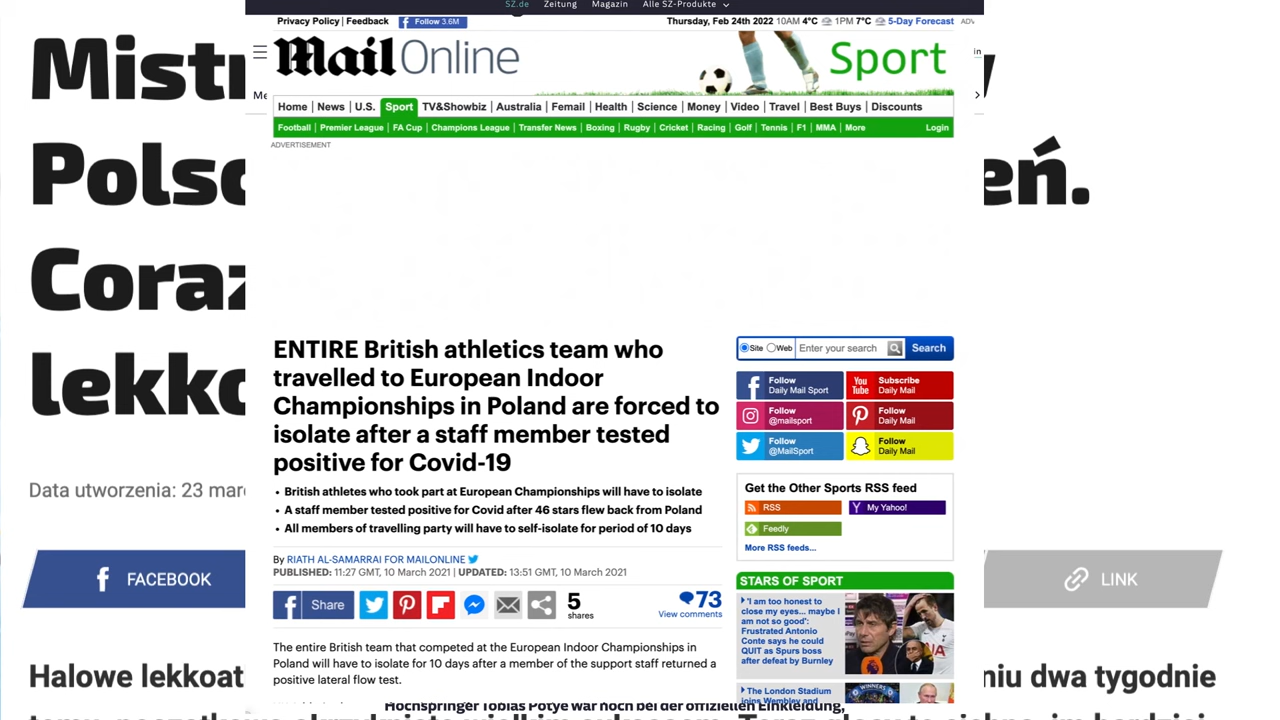 SZ.de Zeitung Magazin Alle SZ-Produkte
Privacy Policy | Feedback Follow 3.6M Thursday, Feb 24th 2022 10AM 4°C 1PM 7°C 5-Day Forecast
Mail Online Sport
Home | News | U.S. | Sport | TV&Showbiz | Australia | Femail | Health | Science | Money | Video | Travel | Best Buys | Discounts
Football | Premier League | FA Cup | Champions League | Transfer News | Boxing | Rugby | Cricket | Racing | Golf | Tennis | F1 | MMA | More Login
ADVERTISEMENT
Polsc
eń.
Coraz
lekko
Data utworzenia: 23 marc
FACEBOOK
LINK
Halowe lekkoat
niu dwa tygodnie
ENTIRE British athletics team who
travelled to European Indoor
Championships in Poland are forced to
isolate after a staff member tested
positive for Covid-19
• British athletes who took part at European Championships will have to isolate
• A staff member tested positive for Covid after 46 stars flew back from Poland
• All members of travelling party will have to self-isolate for period of 10 days
By RIATH AL-SAMARRAI FOR MAILONLINE
PUBLISHED: 11:27 GMT, 10 March 2021 | UPDATED: 13:51 GMT, 10 March 2021
Share
5
shares
73
View comments
The entire British team that competed at the European Indoor Championships in
Poland will have to isolate for 10 days after a member of the support staff returned a
positive lateral flow test.
Site Web Enter your search Search
Follow
Daily Mail Sport
Subscribe
Daily Mail
Follow
@mailsport
Follow
Daily Mail
Follow
@MailSport
Follow
Daily Mail
Get the Other Sports RSS feed
RSS My Yahoo!
Feedly
More RSS feeds...
STARS OF SPORT
'I am too honest to
close my eyes... maybe I
am not so good':
Frustrated Antonio
Conte says he could
QUIT as Spurs boss
after defeat by Burnley
The London Stadium
joins Wembley and
WINNERS
Hochspringer Tobias Potye war noch bei der offiziellen Einkleidung,